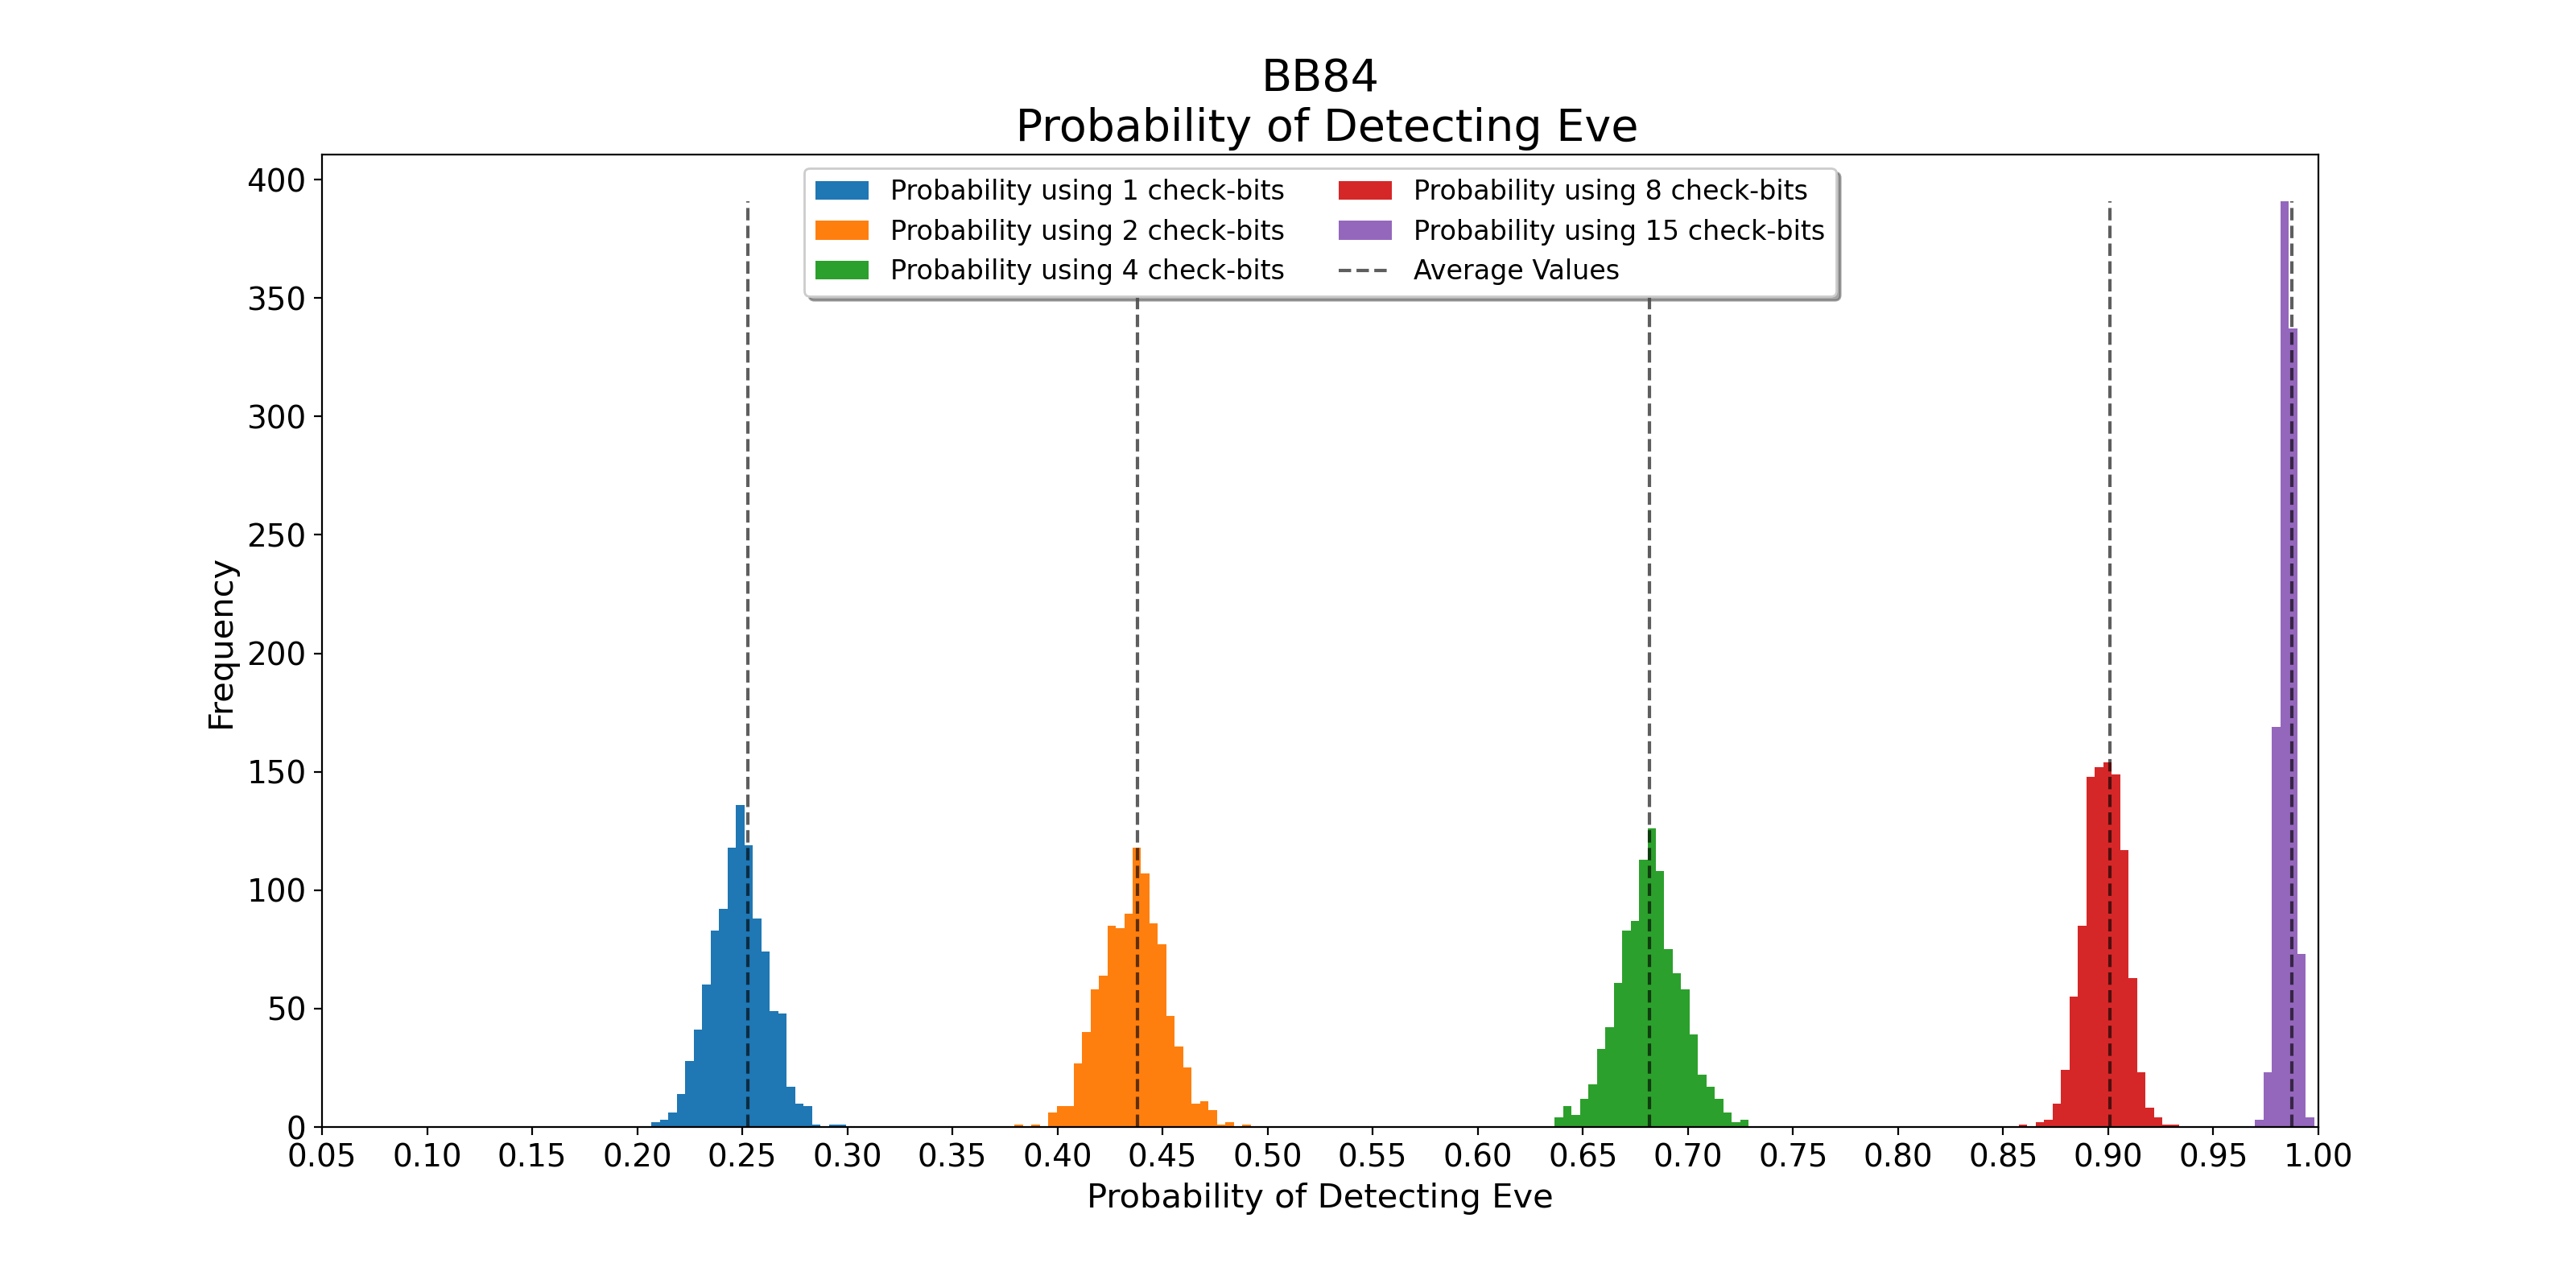 BB84
Probability of Detecting Eve
Probability using 1 check-bits
Probability using 2 check-bits
Probability using 4 check-bits
Probability using 8 check-bits
Probability using 15 check-bits
Average Values
400
350
300
250
200
150
100
50
0
Frequency
0.05 0.10 0.15 0.20 0.25 0.30 0.35 0.40 0.45 0.50 0.55 0.60 0.65 0.70 0.75 0.80 0.85 0.90 0.95 1.00
Probability of Detecting Eve